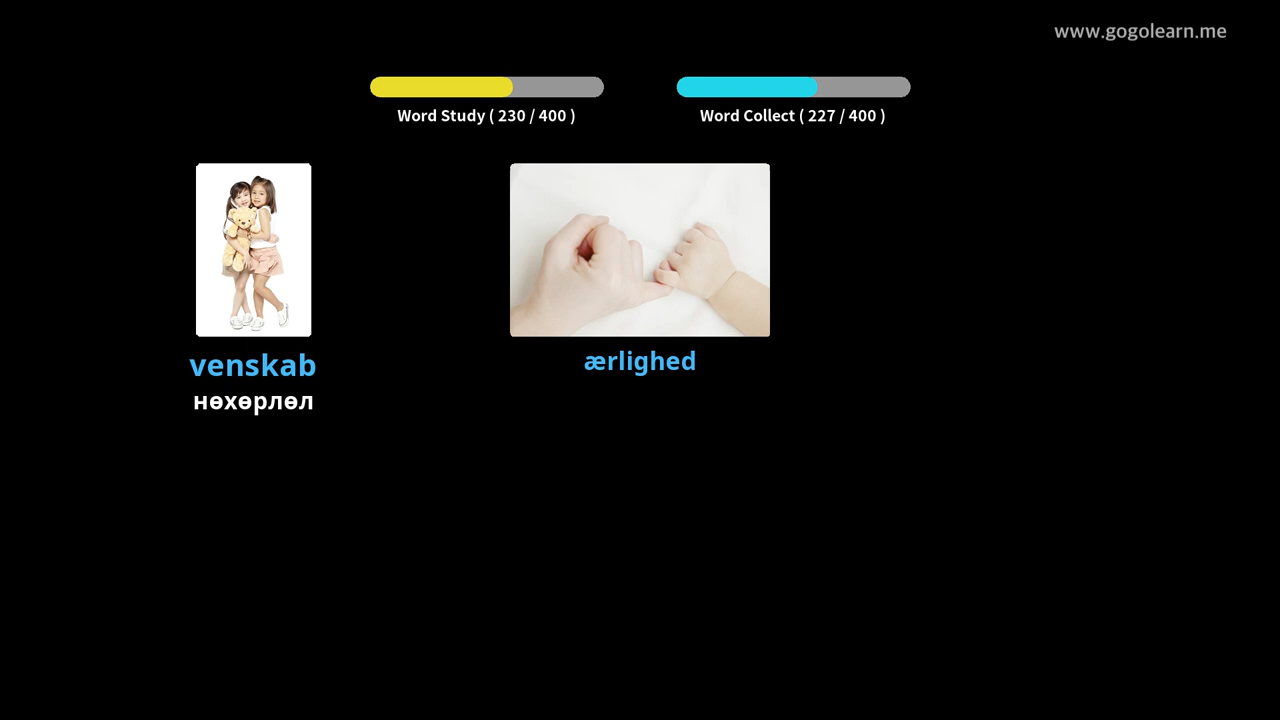 www.gogolearn.me
Word Study ( 230 / 400 )
Word Collect ( 227 / 400 )
venskab
нөхөрлөл
ærlighed